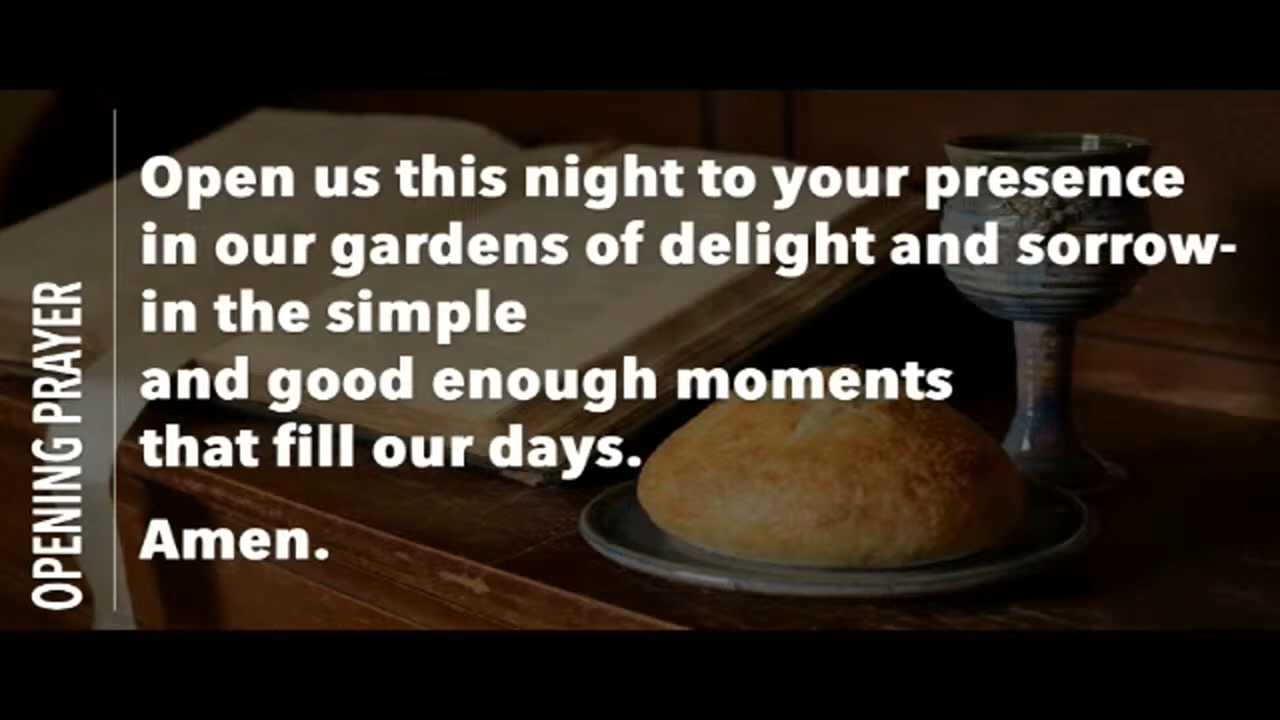 OPENING PRAYER
Open us this night to your presence
in our gardens of delight and sorrow-
in the simple
and good enough moments
that fill our days.
Amen.